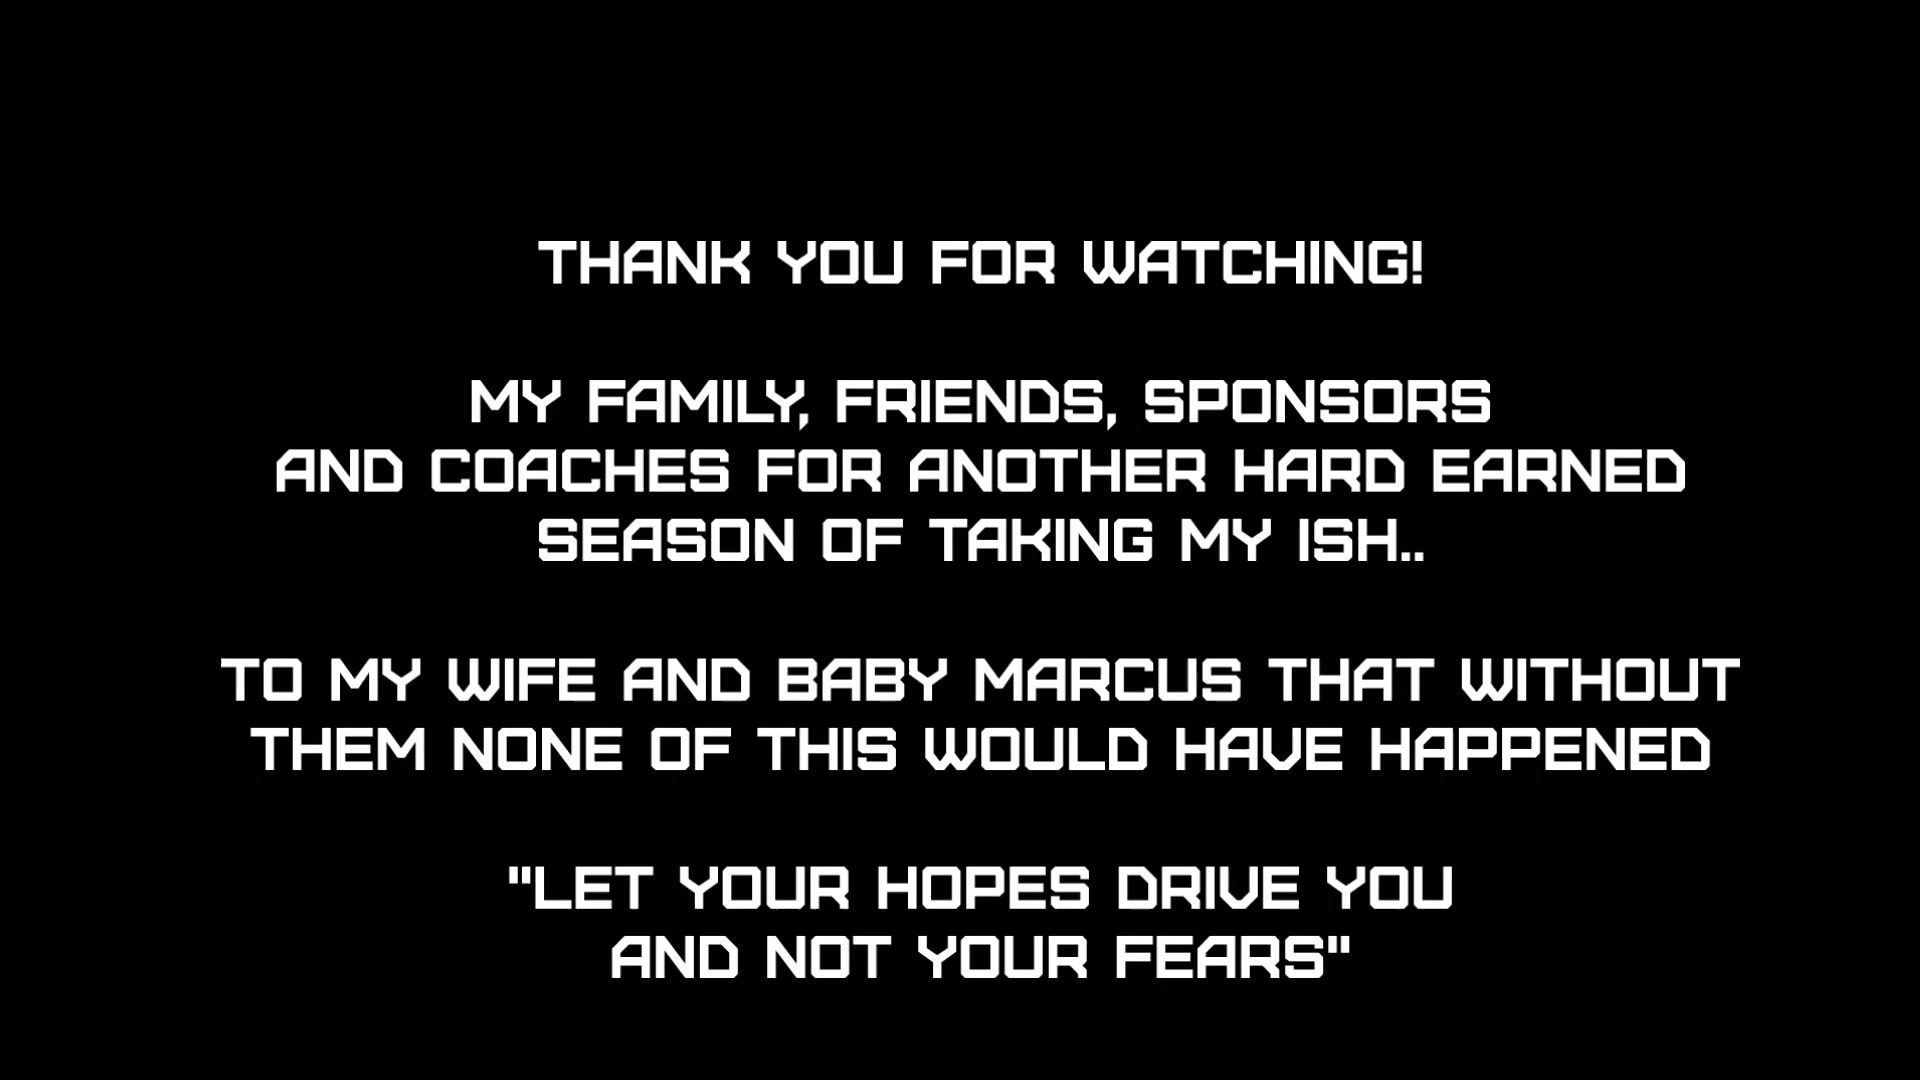 THANK YOU FOR WATCHING!
MY FAMILY, FRIENDS, SPONSORS
AND COACHES FOR ANOTHER HARD EARNED
SEASON OF TAKING MY ISH..
TO MY WIFE AND BABY MARCUS THAT WITHOUT
THEM NONE OF THIS WOULD HAVE HAPPENED
"LET YOUR HOPES DRIVE YOU
AND NOT YOUR FEARS"